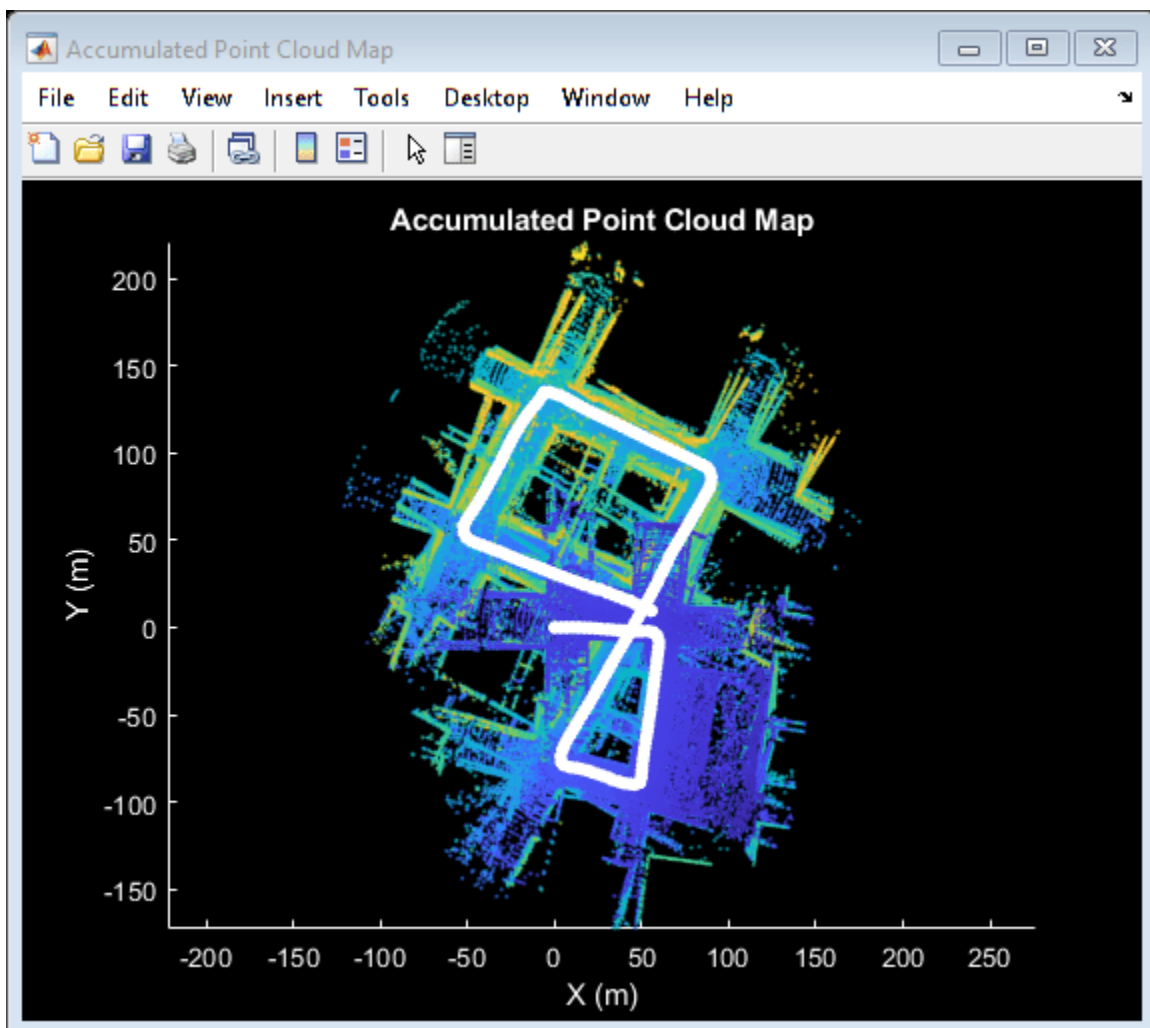 Accumulated Point Cloud Map
File Edit View Insert Tools Desktop Window Help
Accumulated Point Cloud Map
200
150
100
50
0
-50
-100
-150
Y (m)
-200 -150 -100 -50 0 50 100 150 200 250
X (m)